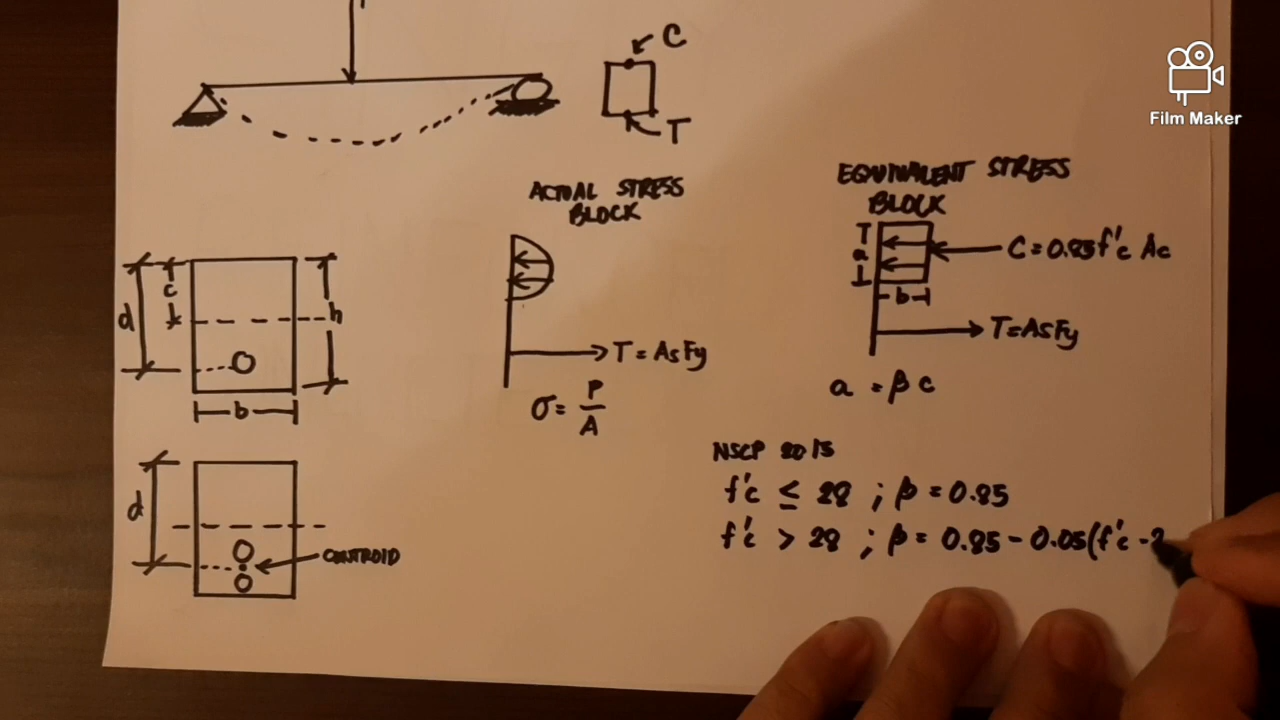 Film Maker
C
T
ACTUAL STRESS
BLOCK
T = AsFy
σ = P/A
EQUIVALENT STRESS
BLOCK
a
b
C = 0.85f'c Ac
T = AsFy
a = β c
d
c
h
b
d
CENTROID
NSCP 2015
f'c ≤ 28 ; β = 0.85
f'c > 28 ; β = 0.85 - 0.05(f'c - 2